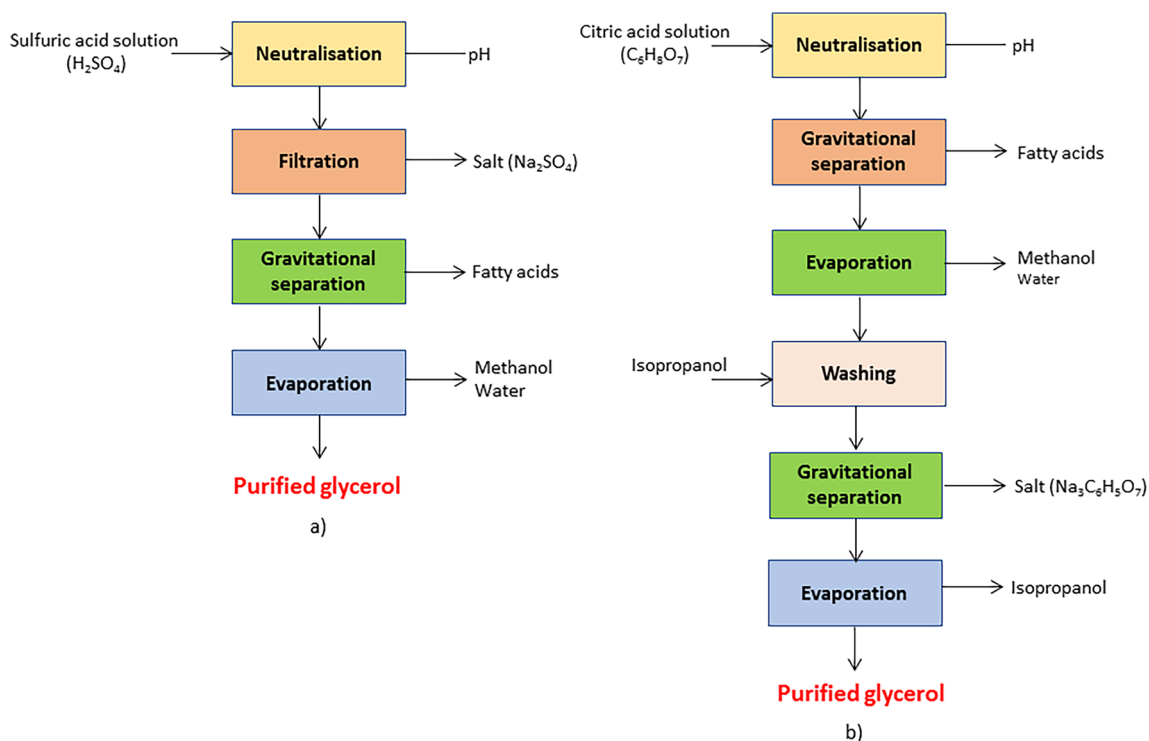 Sulfuric acid solution
(H₂SO₄)
Neutralisation
pH
Filtration
Salt (Na₂SO₄)
Gravitational
separation
Fatty acids
Evaporation
Methanol
Water
Purified glycerol
a)
Citric acid solution
(C₆H₈O₇)
Neutralisation
pH
Gravitational
separation
Fatty acids
Evaporation
Methanol
Water
Isopropanol
Washing
Gravitational
separation
Salt (Na₃C₆H₅O₇)
Evaporation
Isopropanol
Purified glycerol
b)